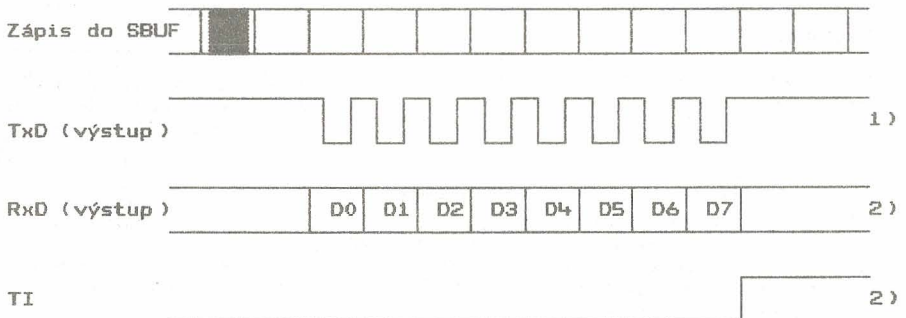 Zápis do SBUF
TxD (výstup) 1)
RxD (výstup) D0 D1 D2 D3 D4 D5 D6 D7 2)
TI 2)